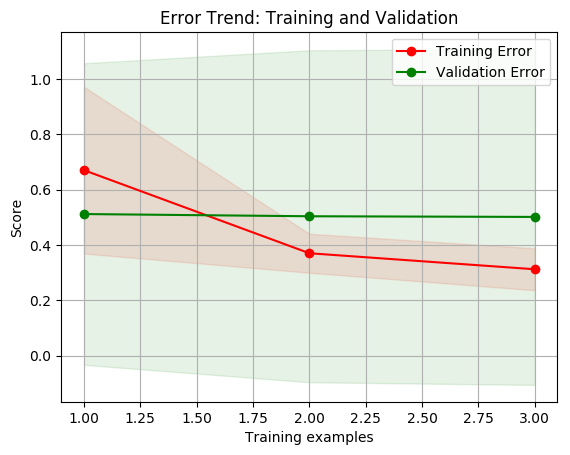 Error Trend: Training and Validation
Training Error
Validation Error
Score
1.0
0.8
0.6
0.4
0.2
0.0
1.00 1.25 1.50 1.75 2.00 2.25 2.50 2.75 3.00
Training examples